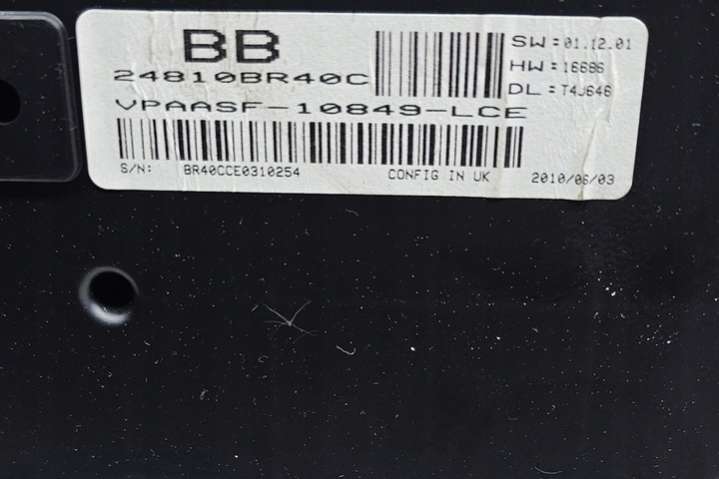 BB
24810BR40C
VPAASF-10849-LCE
SW:01.12.01
HW:16686
DL:T4J646
S/N: BR40CCE0310254 CONFIG IN UK 2010/06/03